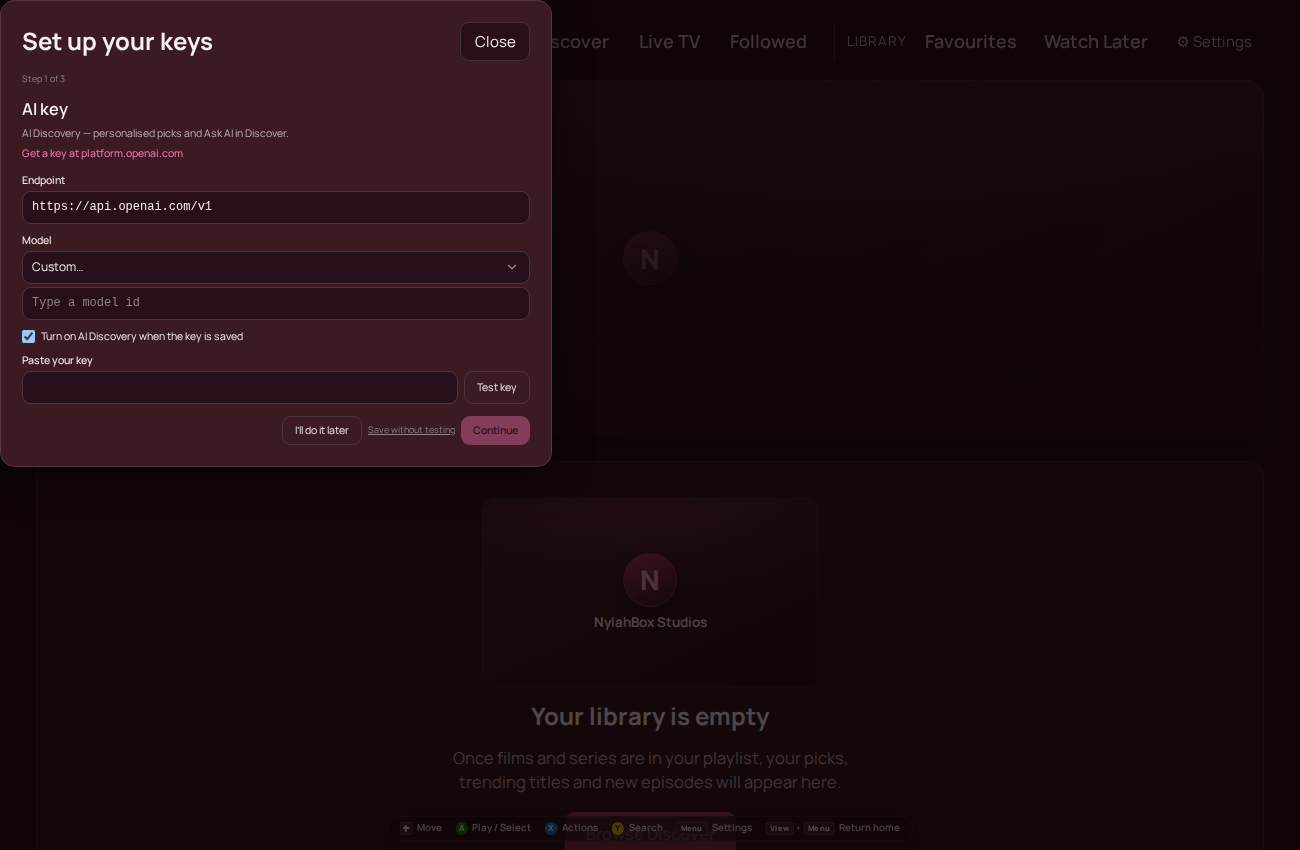 Set up your keys
Close
Step 1 of 3
AI key
AI Discovery — personalised picks and Ask AI in Discover.
Get a key at platform.openai.com
Endpoint
https://api.openai.com/v1
Model
Custom…
Type a model id
Turn on AI Discovery when the key is saved
Paste your key
Test key
I'll do it later
Save without testing
Continue
scover
Live TV
Followed
LIBRARY
Favourites
Watch Later
⚙ Settings
N
N
NylahBox Studios
Your library is empty
Once films and series are in your playlist, your picks,
trending titles and new episodes will appear here.
Browse Discover
Move
A Play / Select
X Actions
Y Search
Menu Settings
View + Menu Return home